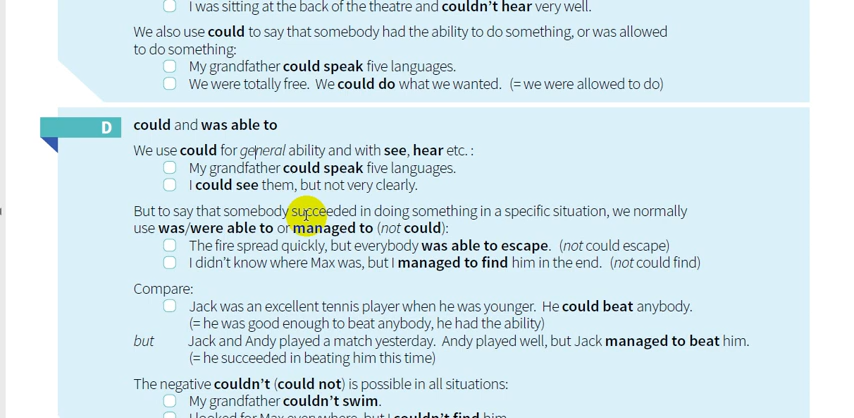 I was sitting at the back of the theatre and couldn't hear very well.
We also use could to say that somebody had the ability to do something, or was allowed
to do something:
My grandfather could speak five languages.
We were totally free. We could do what we wanted. (= we were allowed to do)
D could and was able to
We use could for general ability and with see, hear etc. :
My grandfather could speak five languages.
I could see them, but not very clearly.
But to say that somebody succeeded in doing something in a specific situation, we normally
use was/were able to or managed to (not could):
The fire spread quickly, but everybody was able to escape. (not could escape)
I didn't know where Max was, but I managed to find him in the end. (not could find)
Compare:
Jack was an excellent tennis player when he was younger. He could beat anybody.
(= he was good enough to beat anybody, he had the ability)
but Jack and Andy played a match yesterday. Andy played well, but Jack managed to beat him.
(= he succeeded in beating him this time)
The negative couldn't (could not) is possible in all situations:
My grandfather couldn't swim.
I looked for Max everywhere, but I couldn't find him.